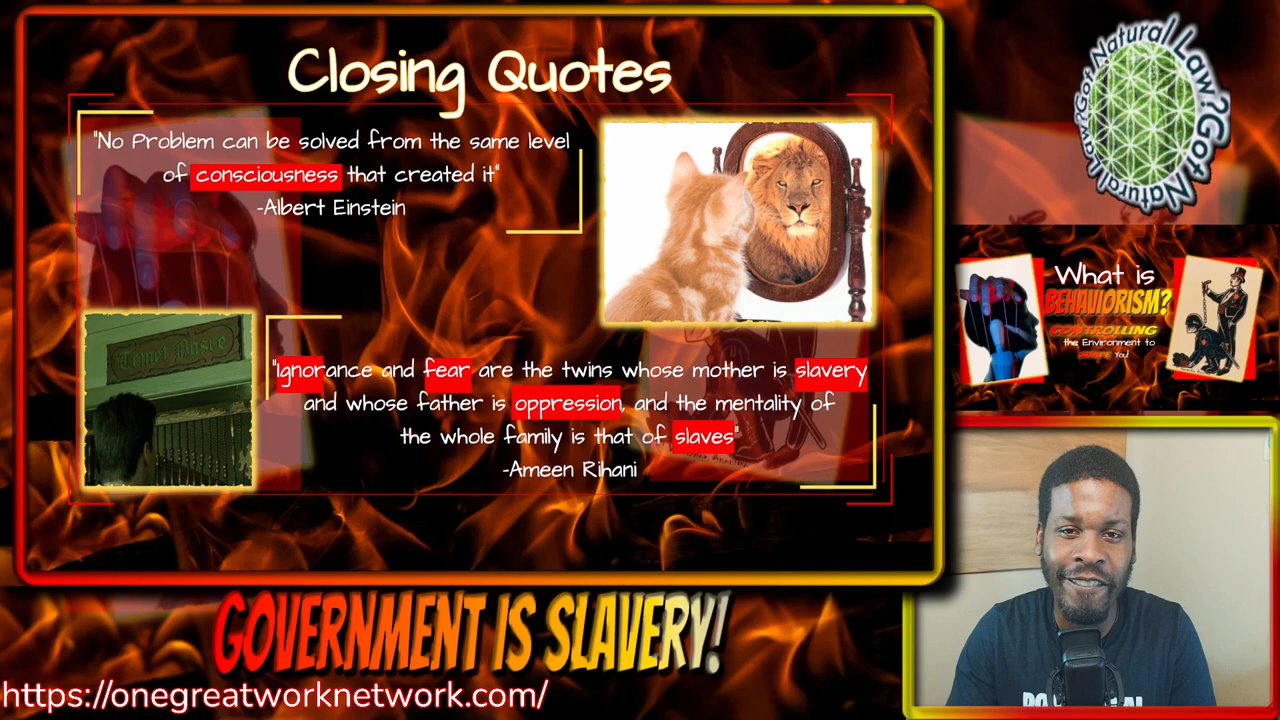 Closing Quotes
"No Problem can be solved from the same level
of consciousness that created it"
-Albert Einstein
Temet Nosce
"Ignorance and fear are the twins whose mother is slavery
and whose father is oppression, and the mentality of
the whole family is that of slaves"
-Ameen Rihani
GOVERNMENT IS SLAVERY!
https://onegreatworknetwork.com/
Got Natural Law?Got Natural Law?
What is
BEHAVIORISM?
CONTROLLING
the Environment to
You!